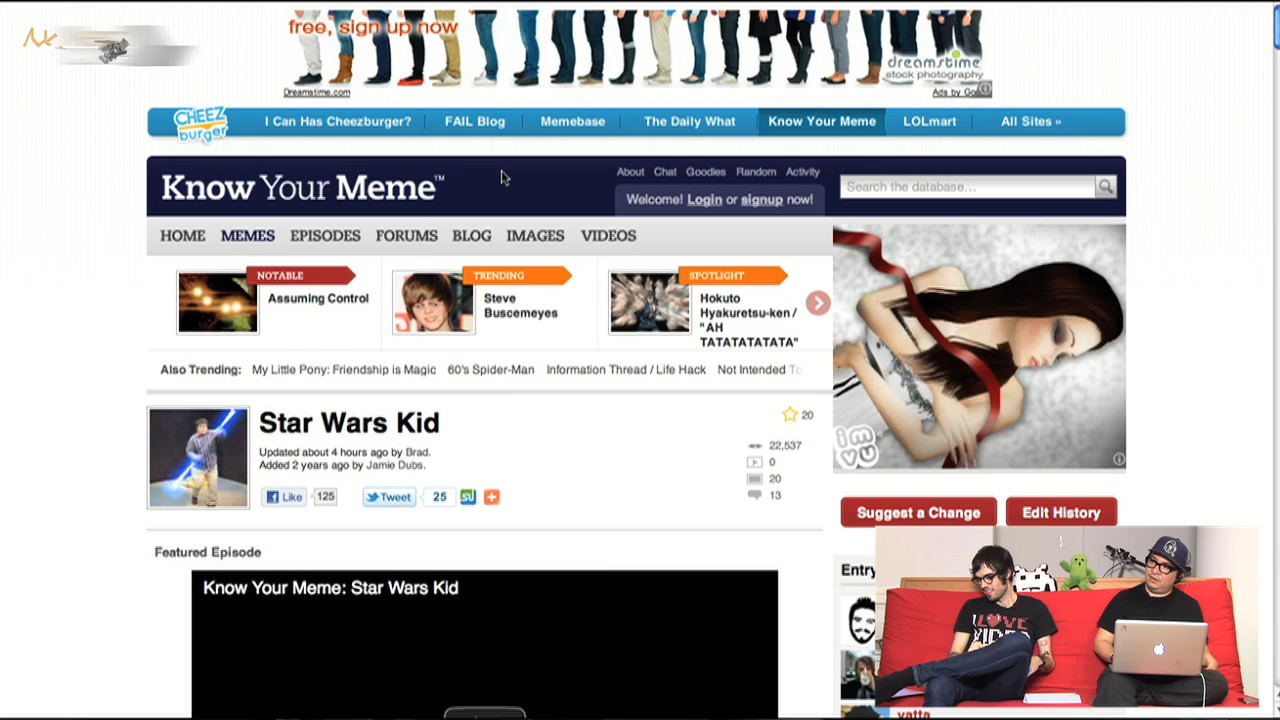 free, sign up now
dreamstime
stock photography
Dreamstime.com
CHEEZ
burger
I Can Has Cheezburger?
FAIL Blog
Memebase
The Daily What
Know Your Meme
LOLmart
All Sites »
Know Your Meme™
About
Chat
Goodies
Random
Activity
Welcome! Login or signup now!
Search the database...
HOME
MEMES
EPISODES
FORUMS
BLOG
IMAGES
VIDEOS
NOTABLE
Assuming Control
TRENDING
Steve
Buscemeyes
SPOTLIGHT
Hokuto
Hyakuretsu-ken /
"AH
TATATATATATA"
Also Trending:
My Little Pony: Friendship is Magic
60's Spider-Man
Information Thread / Life Hack
Not Intended
imvu
Star Wars Kid
20
Updated about 4 hours ago by Brad.
Added 2 years ago by Jamie Dubs.
22,537
0
20
13
Like
125
Tweet
25
Suggest a Change
Edit History
Featured Episode
Know Your Meme: Star Wars Kid
Entry
I LOVE
yatta